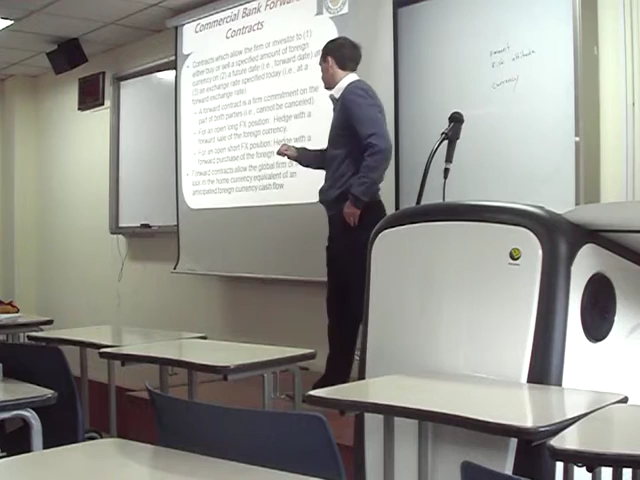 Commercial Bank Forward
Contracts
• Contracts which allow the firm or investor to (1)
either buy or sell a specified amount of foreign
currency on (2) a future date (i.e., forward date) at
(3) an exchange rate specified today (i.e., at a
forward exchange rate).
– A forward contract is a firm commitment on the
part of both parties (i.e., cannot be canceled).
– For an open long FX position: Hedge with a
forward sale of the foreign currency.
– For an open short FX position: Hedge with a
forward purchase of the foreign
• Forward contracts allow the global firm
lock in the home currency equivalent of an
anticipated foreign currency cash flow.
amount
currency